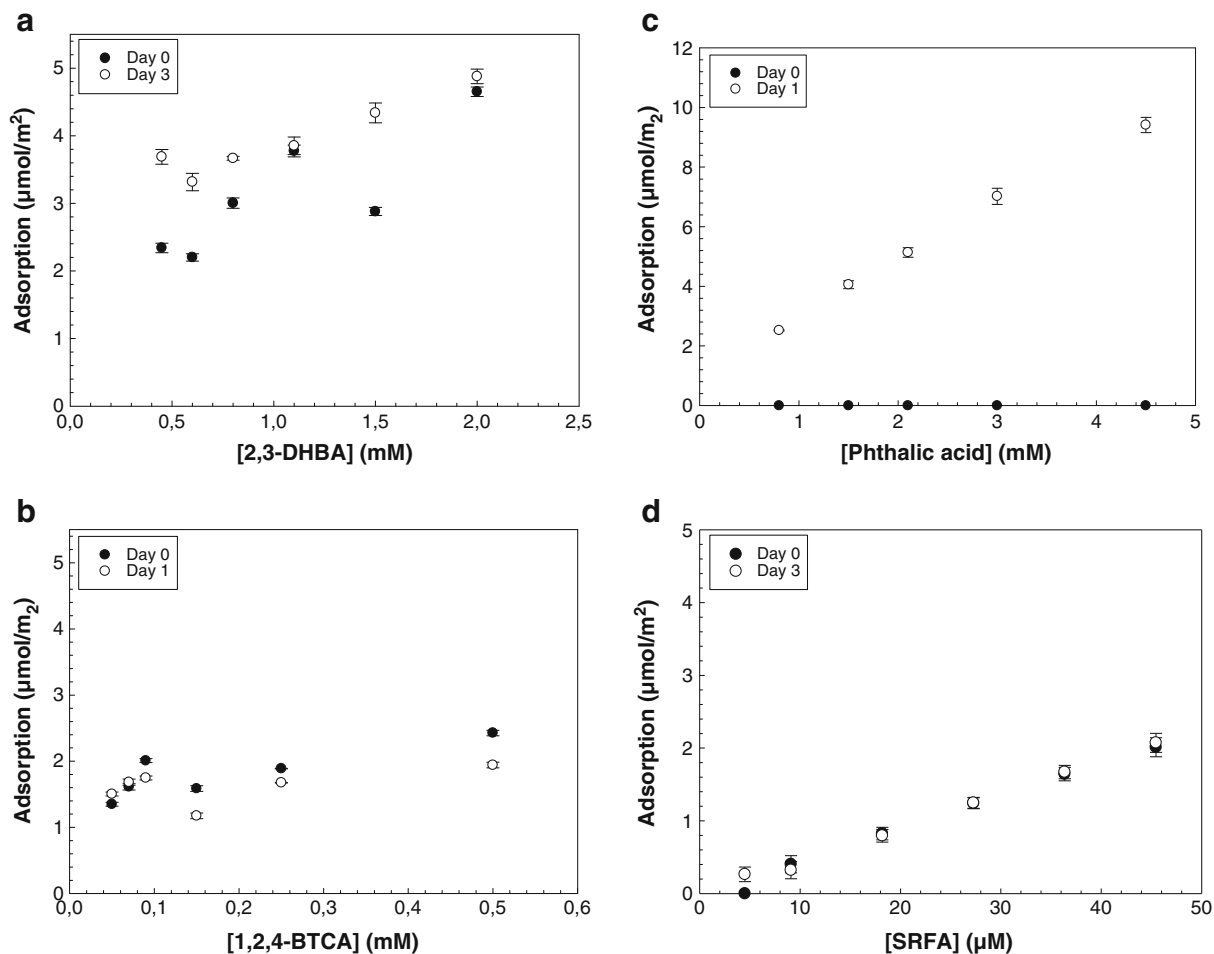 a
Day 0
Day 3
Adsorption (µmol/m²)
5
4
3
2
1
0
0,0 0,5 1,0 1,5 2,0 2,5
[2,3-DHBA] (mM)
c
Day 0
Day 1
Adsorption (µmol/m₂)
12
10
8
6
4
2
0
0 1 2 3 4 5
[Phthalic acid] (mM)
b
Day 0
Day 1
Adsorption (µmol/m₂)
5
4
3
2
1
0
0,0 0,1 0,2 0,3 0,4 0,5 0,6
[1,2,4-BTCA] (mM)
d
Day 0
Day 3
Adsorption (µmol/m²)
5
4
3
2
1
0
0 10 20 30 40 50
[SRFA] (µM)